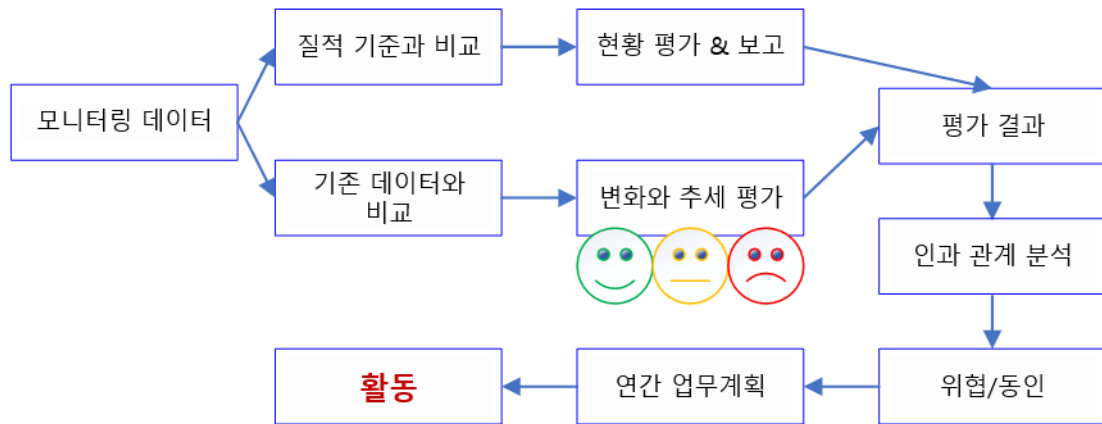 질적 기준과 비교
현황 평가 & 보고
모니터링 데이터
평가 결과
기존 데이터와
비교
변화와 추세 평가
인과 관계 분석
활동
연간 업무계획
위협/동인